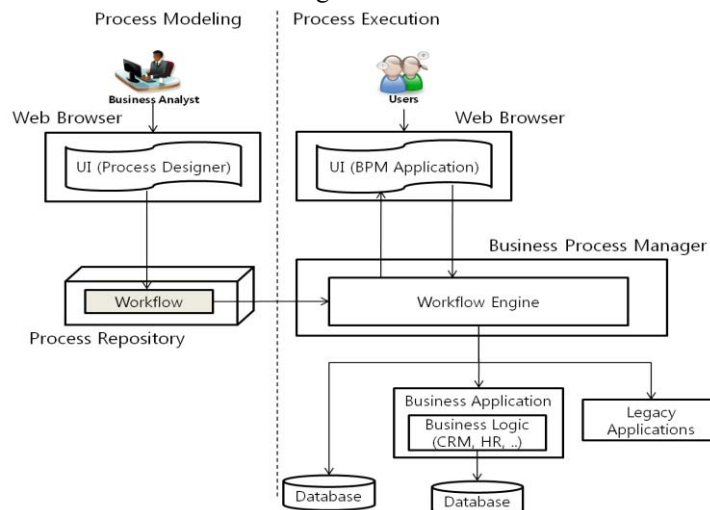 Process Modeling
Process Execution
Business Analyst
Users
Web Browser
Web Browser
UI (Process Designer)
UI (BPM Application)
Business Process Manager
Workflow
Workflow Engine
Process Repository
Business Application
Business Logic
(CRM, HR, ..)
Legacy
Applications
Database
Database